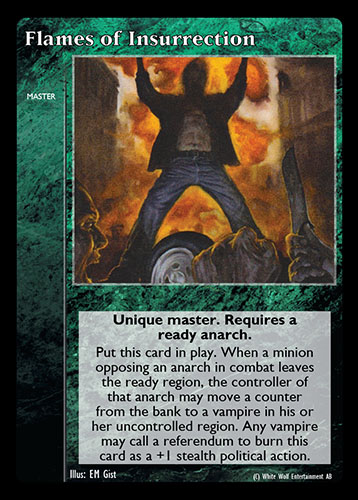 Flames of Insurrection
MASTER
Unique master. Requires a
ready anarch.
Put this card in play. When a minion
opposing an anarch in combat leaves
the ready region, the controller of
that anarch may move a counter
from the bank to a vampire in his or
her uncontrolled region. Any vampire
may call a referendum to burn this
card as a +1 stealth political action.
Illus: EM Gist
(C) White Wolf Entertainment AB